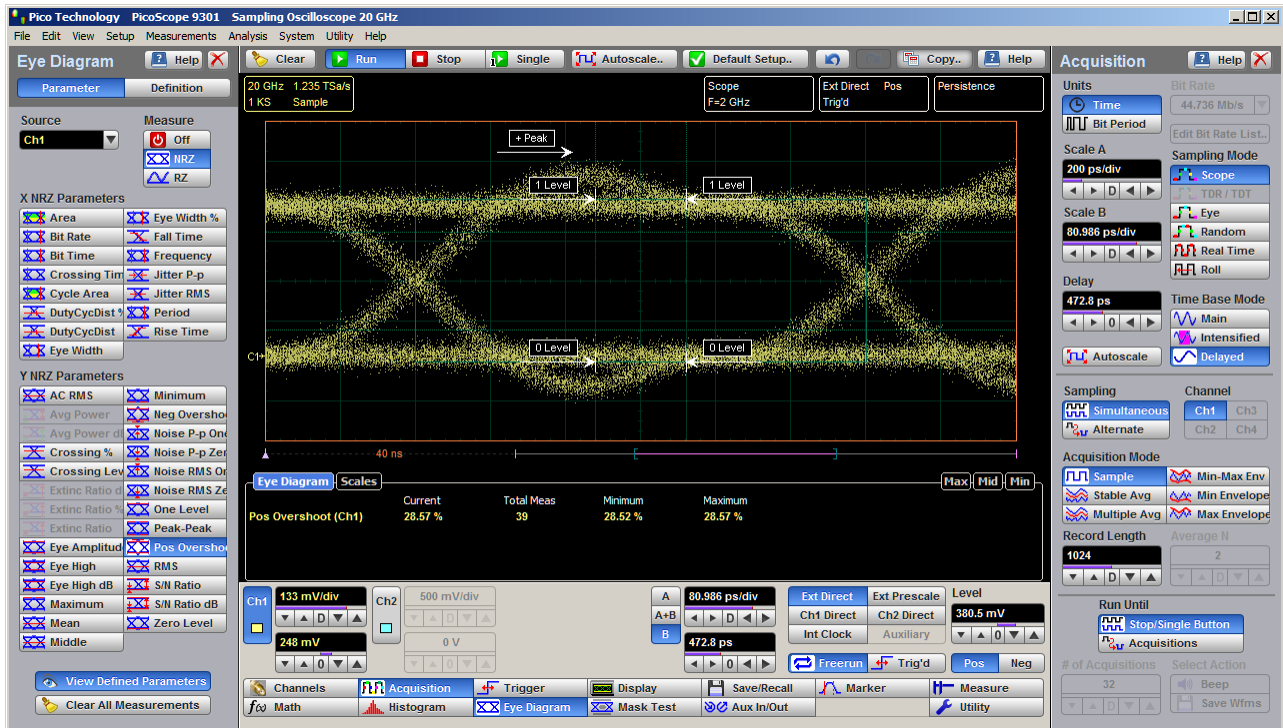 Pico Technology PicoScope 9301 Sampling Oscilloscope 20 GHz
File Edit View Setup Measurements Analysis System Utility Help
Eye Diagram
Help
Parameter Definition
Source
Ch1
Measure
Off
NRZ
RZ
X NRZ Parameters
Area Eye Width %
Bit Rate Fall Time
Bit Time Frequency
Crossing Tim Jitter P-p
Cycle Area Jitter RMS
DutyCycDist % Period
DutyCycDist Rise Time
Eye Width
Y NRZ Parameters
AC RMS Minimum
Avg Power Neg Overshoo
Avg Power dB Noise P-p One
Crossing % Noise P-p Zer
Crossing Lev Noise RMS On
Extinc Ratio d Noise RMS Ze
Extinc Ratio % One Level
Extinc Ratio Peak-Peak
Eye Amplitud Pos Overshoo
Eye High RMS
Eye High dB S/N Ratio
Maximum S/N Ratio dB
Mean Zero Level
Middle
View Defined Parameters
Clear All Measurements
Clear Run Stop Single Autoscale.. Default Setup.. Copy.. Help
20 GHz 1.235 TSa/s
1 KS Sample
Scope
F=2 GHz
Ext Direct Pos
Trig'd
Persistence
+ Peak
1 Level 1 Level
0 Level 0 Level
C1
40 ns
Eye Diagram Scales Max Mid Min
Current Total Meas Minimum Maximum
Pos Overshoot (Ch1) 28.57 % 39 28.52 % 28.57 %
Ch1
133 mV/div
D
248 mV
0
Ch2
500 mV/div
D
0 V
0
A
A+B
B
80.986 ps/div
D
472.8 ps
0
Ext Direct Ext Prescale
Ch1 Direct Ch2 Direct
Int Clock Auxiliary
Freerun Trig'd
Level
380.5 mV
0
Pos Neg
Channels Acquisition Trigger Display Save/Recall Marker Measure
f(x) Math Histogram Eye Diagram Mask Test Aux In/Out Utility
Acquisition
Help
Units
Time
Bit Period
Bit Rate
44.736 Mb/s
Edit Bit Rate List..
Scale A
200 ps/div
D
Scale B
80.986 ps/div
D
Delay
472.8 ps
0
Autoscale
Sampling Mode
Scope
TDR / TDT
Eye
Random
Real Time
Roll
Time Base Mode
Main
Intensified
Delayed
Sampling
Simultaneous
Alternate
Channel
Ch1 Ch3
Ch2 Ch4
Acquisition Mode
Sample Min-Max Env
Stable Avg Min Envelope
Multiple Avg Max Envelope
Record Length
1024
D
Average N
2
D
Run Until
Stop/Single Button
Acquisitions
# of Acquisitions
32
D
Select Action
Beep
Save Wfms